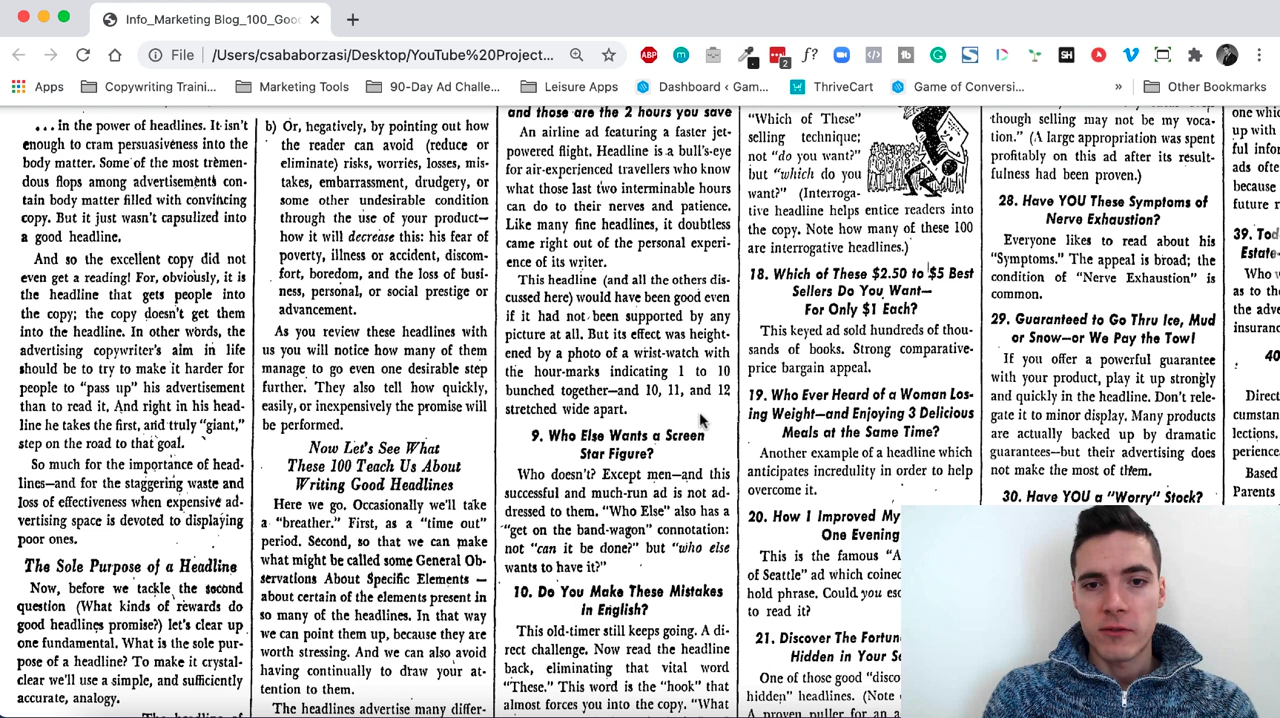 Info_Marketing Blog_100_Goo
File
/Users/csababorzasi/Desktop/YouTube%20Project...
ABP
m
2
f?
tb
S
D
SH
Apps
Copywriting Traini...
Marketing Tools
90-Day Ad Challe...
Leisure Apps
Dashboard ‹ Gam...
ThriveCart
Game of Conversi...
»
Other Bookmarks
... in the power of headlines. It isn't
enough to cram persuasiveness into
the body matter. Some of the most tremen-
dous flops among advertisements con-
tain body matter filled with convincing
copy. But it just wasn't capsulized into
a good headline.
And so the excellent copy did not
even get a reading! For, obviously, it is
the headline that gets people into
the copy; the copy doesn't get them
into the headline. In other words, the
advertising copywriter's aim in life
should be to try to make it harder for
people to "pass up" his advertisement
than to read it. And right in his head-
line he takes the first, and truly "giant,"
step on the road to that goal.
So much for the importance of head-
lines—and for the staggering waste and
loss of effectiveness when expensive ad-
vertising space is devoted to displaying
poor ones.
The Sole Purpose of a Headline
Now, before we tackle the second
question (What kinds of rewards do
good headlines promise?) let's clear up
one fundamental. What is the sole pur-
pose of a headline? To make it crystal-
clear we'll use a simple, and sufficiently
accurate, analogy.
The headline of
b) Or, negatively, by pointing out how
the reader can avoid (reduce or
eliminate) risks, worries, losses, mis-
takes, embarrassment, drudgery, or
some other undesirable condition
through the use of your product—
how it will decrease this: his fear of
poverty, illness or accident, discom-
fort, boredom, and the loss of busi-
ness, personal, or social prestige or
advancement.
As you review these headlines with
us you will notice how many of them
manage to go even one desirable step
further. They also tell how quickly,
easily, or inexpensively the promise will
be performed.
Now Let's See What
These 100 Teach Us About
Writing Good Headlines
Here we go. Occasionally we'll take
a "breather." First, as a "time out"
period. Second, so that we can make
what might be called some General Ob-
servations About Specific Elements —
about certain of the elements present in
so many of the headlines. In that way
we can point them up, because they are
worth stressing. And we can also avoid
having continually to draw your at-
tention to them.
The headlines advertise many differ-
and those are the 2 hours you save
An airline ad featuring a faster jet-
powered flight. Headline is a bull's-eye
for air-experienced travellers who know
what those last two interminable hours
can do to their nerves and patience.
Like many fine headlines, it doubtless
came right out of the personal experi-
ence of its writer.
This headline (and all the others dis-
cussed here) would have been good even
if it had not been supported by any
picture at all. But its effect was height-
ened by a photo of a wrist-watch with
the hour-marks indicating 1 to 10
bunched together—and 10, 11, and 12
stretched wide apart.
9. Who Else Wants a Screen
Star Figure?
Who doesn't? Except men—and this
successful and much-run ad is not ad-
dressed to them. "Who Else" also has a
"get on the band-wagon" connotation:
not "can it be done?" but "who else
wants to have it?"
10. Do You Make These Mistakes
in English?
This old-timer still keeps going. A di-
rect challenge. Now read the headline
back, eliminating that vital word
"These." This word is the "hook" that
almost forces you into the copy. "What
"Which of These"
selling technique;
not "do you want?"
but "which do you
want?" (Interroga-
tive headline helps entice readers into
the copy. Note how many of these 100
are interrogative headlines.)
18. Which of These $2.50 to $5 Best
Sellers Do You Want—
For Only $1 Each?
This keyed ad sold hundreds of thou-
sands of books. Strong comparative-
price bargain appeal.
19. Who Ever Heard of a Woman Los-
ing Weight—and Enjoying 3 Delicious
Meals at the Same Time?
Another example of a headline which
anticipates incredulity in order to help
overcome it.
20. How I Improved My
One Evening
This is the famous "A
of Seattle" ad which coined
hold phrase. Could you esc
to read it?
21. Discover The Fortun
Hidden in Your S
One of those good "disco
hidden" headlines. (Note
A proven puller for an a
though selling may not be my voca-
tion." (A large appropriation was spent
profitably on this ad after its result-
fulness had been proven.)
28. Have YOU These Symptoms of
Nerve Exhaustion?
Everyone likes to read about his
"Symptoms." The appeal is broad; the
condition of "Nerve Exhaustion" is
common.
29. Guaranteed to Go Thru Ice, Mud
or Snow—or We Pay the Tow!
If you offer a powerful guarantee
with your product, play it up strongly
and quickly in the headline. Don't rele-
gate it to minor display. Many products
are actually backed up by dramatic
guarantees—but their advertising does
not make the most of them.
30. Have YOU a "Worry" Stock?
one whic
up with
ful infor
ads ofte
because
future r
39. Tod
Estate-
Who w
as to th
the adve
insuranc
40
Direct
cumstan
lections,
perience
Based
Parents